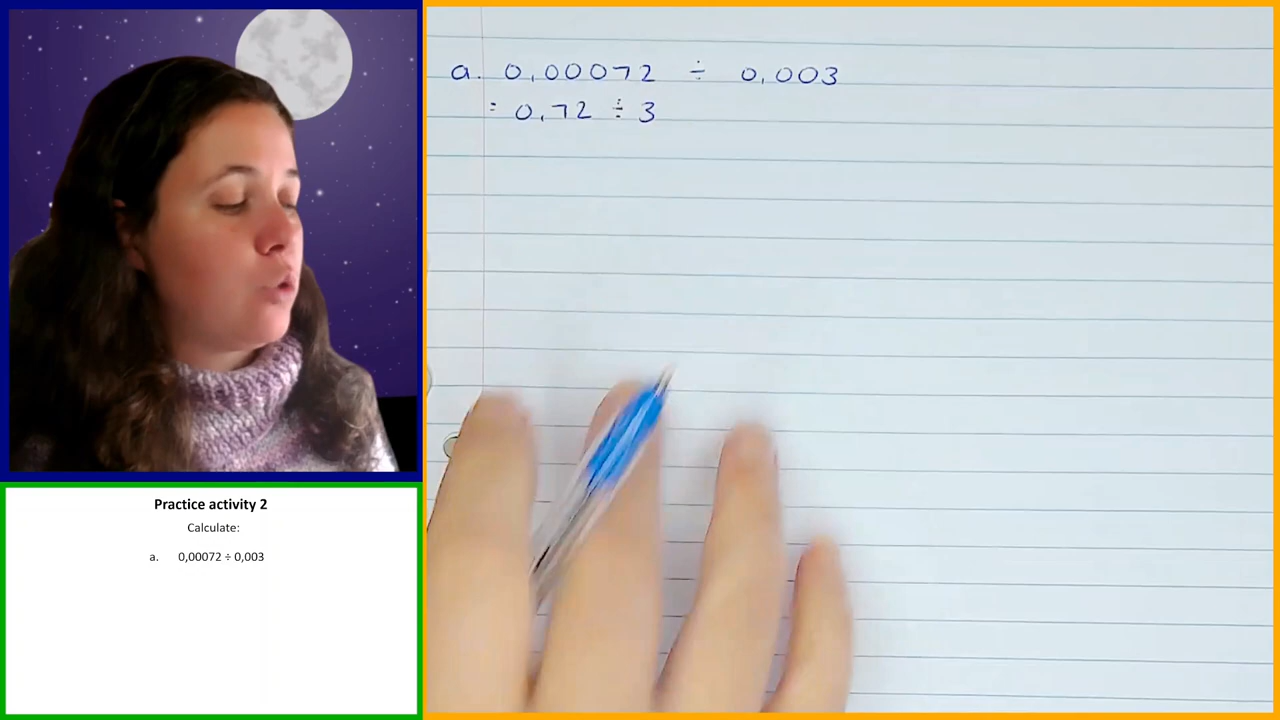 a. 0,00072 ÷ 0,003
= 0,72 ÷ 3
Practice activity 2
Calculate:
a. 0,00072 ÷ 0,003